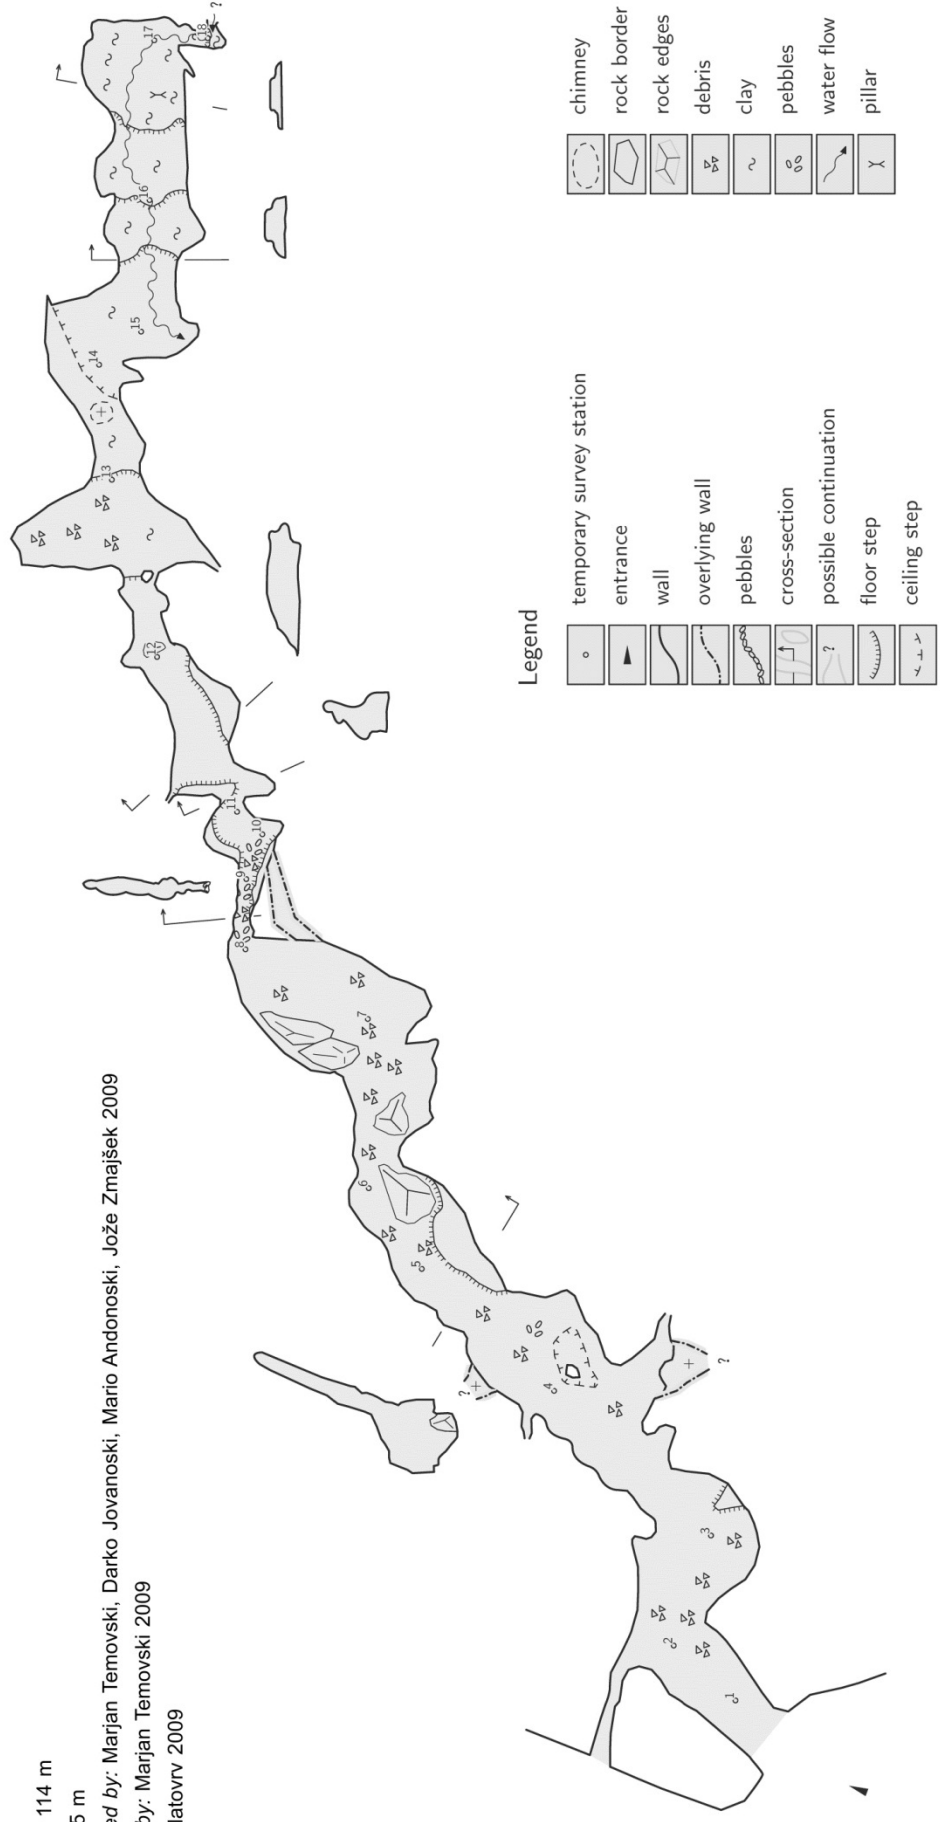 114 m
5 m
ed by: Marjan Temovski, Darko Jovanoski, Mario Andonoski, Jože Zmajšek 2009
by: Marjan Temovski 2009
latovrv 2009
1
2
3
4
?
?
5
6
7
8
9
10
11
12
13
14
15
16
17
18
?
Legend
temporary survey station
entrance
wall
overlying wall
pebbles
cross-section
?
possible continuation
floor step
ceiling step
chimney
rock border
rock edges
debris
clay
pebbles
water flow
pillar